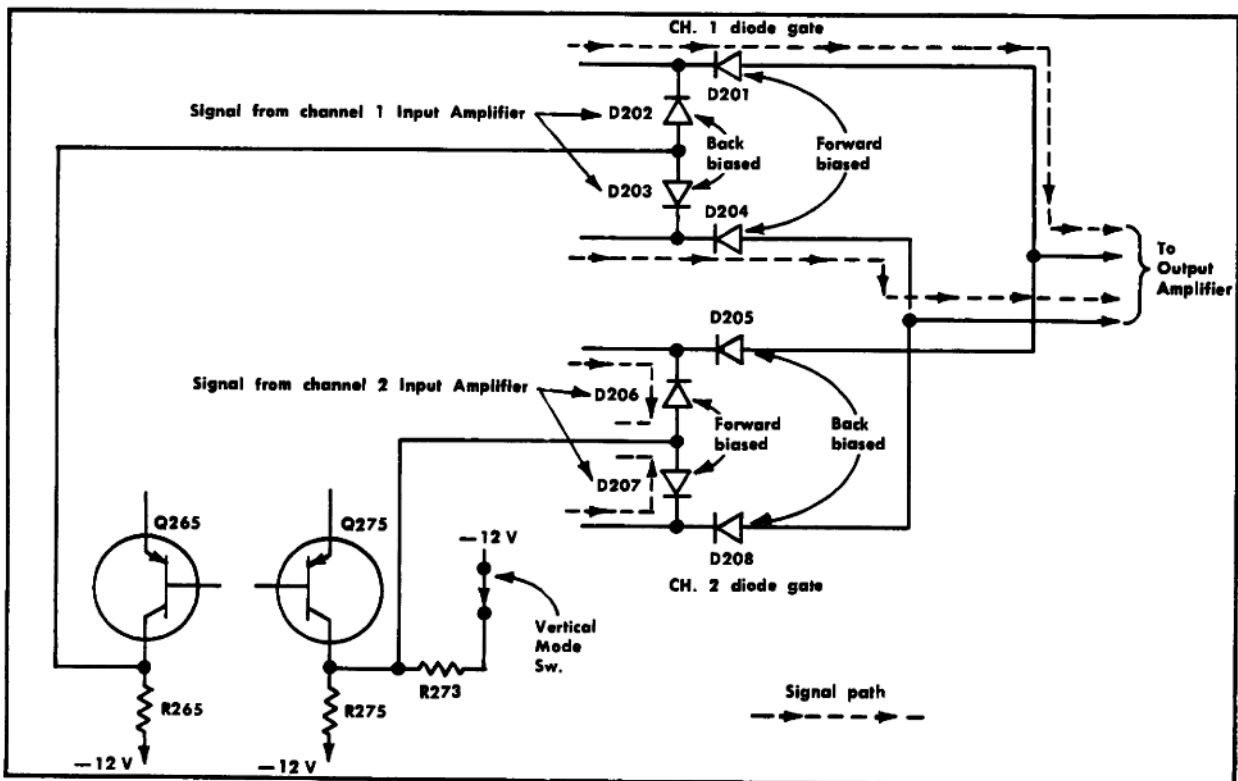 CH. 1 diode gate
D201
Signal from channel 1 Input Amplifier
D202
Back
biased
Forward
biased
D203
D204
To
Output
Amplifier
D205
Signal from channel 2 Input Amplifier
D206
Forward
biased
Back
biased
D207
D208
CH. 2 diode gate
Q265
Q275
—12 V
Vertical
Mode
Sw.
R273
R265
R275
—12 V
—12 V
Signal path